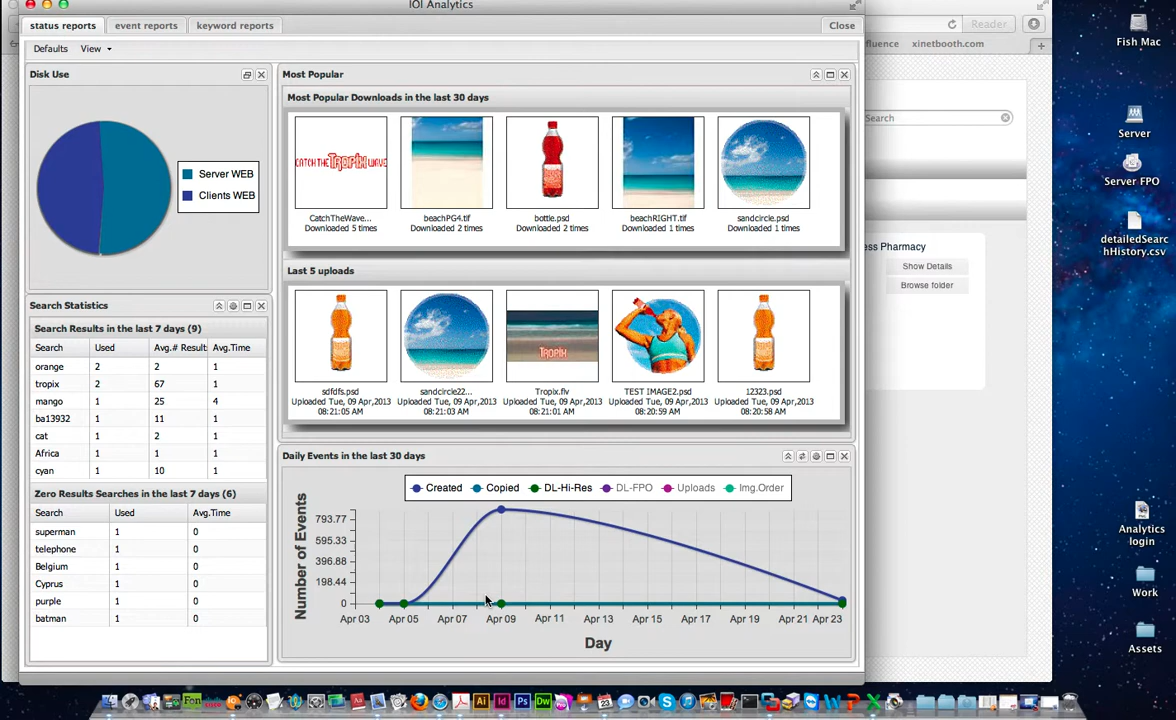 IOI Analytics
status reports event reports keyword reports Close
Defaults View
Disk Use
Server WEB
Clients WEB
Most Popular
Most Popular Downloads in the last 30 days
CATCH THE TROPIX WAVE
CatchTheWave... beachPG4.tif bottle.psd beachRIGHT.tif sandcircle.psd
Downloaded 5 times Downloaded 2 times Downloaded 2 times Downloaded 1 times Downloaded 1 times
Last 5 uploads
TROPIX
sdfdfs.psd sandcircle22... Tropix.flv TEST IMAGE2.psd 12323.psd
Uploaded Tue, 09 Apr,2013 Uploaded Tue, 09 Apr,2013 Uploaded Tue, 09 Apr,2013 Uploaded Tue, 09 Apr,2013 Uploaded Tue, 09 Apr,2013
08:21:05 AM 08:21:03 AM 08:21:01 AM 08:20:59 AM 08:20:58 AM
Search Statistics
Search Results in the last 7 days (9)
Search Used Avg.# Result Avg.Time
orange 2 2 1
tropix 2 67 1
mango 1 25 4
ba13932 1 11 1
cat 1 2 1
Africa 1 1 1
cyan 1 10 1
Zero Results Searches in the last 7 days (6)
Search Used Avg.Time
superman 1 0
telephone 1 0
Belgium 1 0
Cyprus 1 0
purple 1 0
batman 1 0
Daily Events in the last 30 days
Created Copied DL-Hi-Res DL-FPO Uploads Img.Order
Number of Events
793.77
595.33
396.88
198.44
0
Apr 03 Apr 05 Apr 07 Apr 09 Apr 11 Apr 13 Apr 15 Apr 17 Apr 19 Apr 21 Apr 23
Day
Reader
fluence xinetbooth.com
Search
ess Pharmacy
Show Details
Browse folder
Fish Mac
Server
Server FPO
detailedSearc
hHistory.csv
Analytics
login
Work
Assets
Fon
Ai Id Ps Dw
23